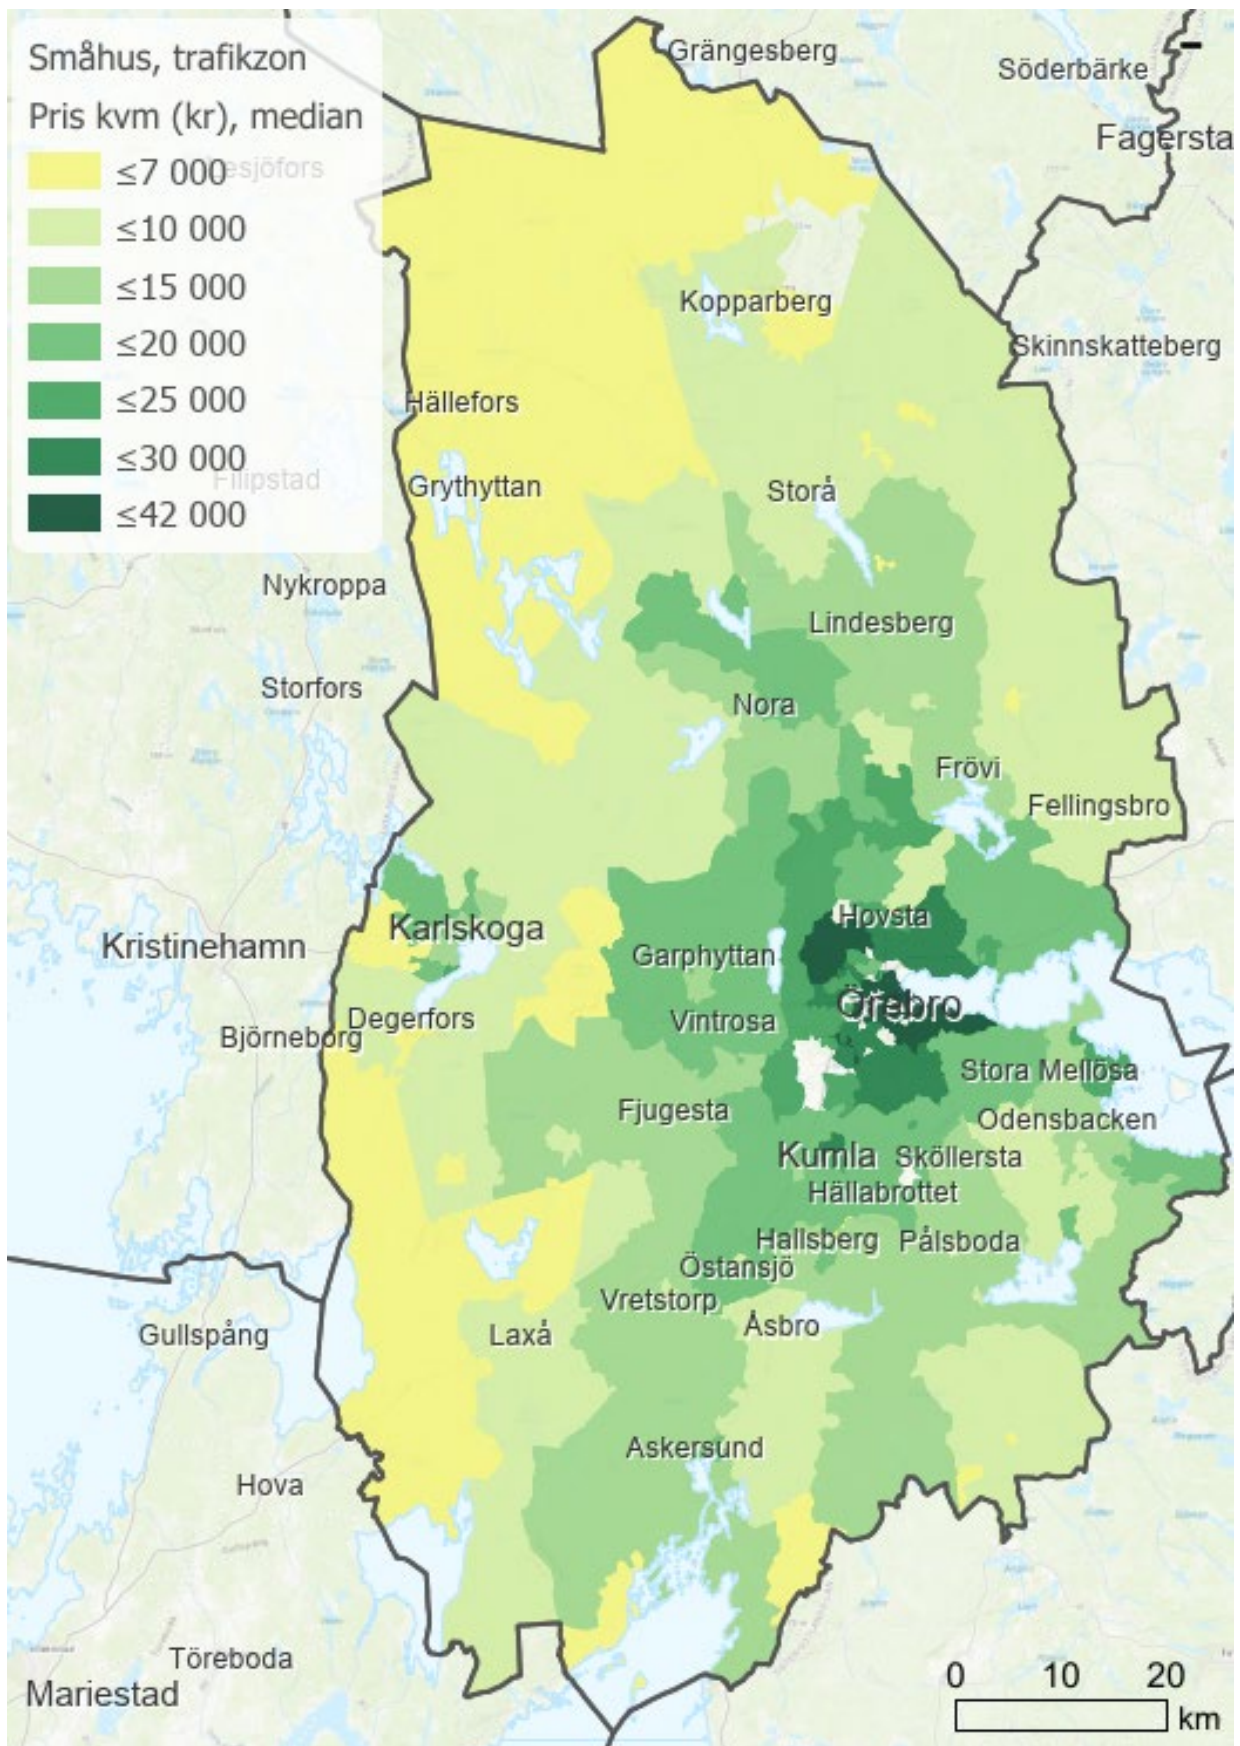 Småhus, trafikzon
Pris kvm (kr), median
≤7 000
≤10 000
≤15 000
≤20 000
≤25 000
≤30 000
≤42 000
Grängesberg
Söderbärke
Fagersta
Kopparberg
Skinnskatteberg
Hällefors
Filipstad
Grythyttan
Storå
Nykroppa
Lindesberg
Storfors
Nora
Frövi
Fellingsbro
Hovsta
Karlskoga
Kristinehamn
Garphyttan
Örebro
Degerfors
Vintrosa
Björneborg
Stora Mellösa
Fjugesta
Odensbacken
Kumla
Sköllersta
Hällabrottet
Hallsberg
Pålsboda
Östansjö
Vretstorp
Åsbro
Gullspång
Laxå
Askersund
Hova
Töreboda
Mariestad
0 10 20
km